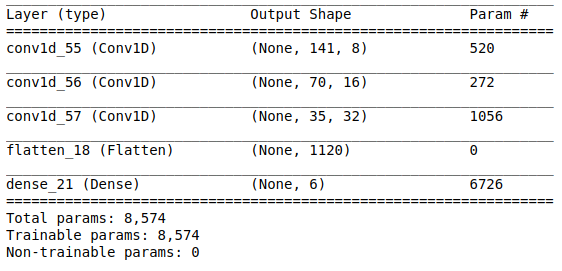 Layer (type) Output Shape Param #
conv1d_55 (Conv1D) (None, 141, 8) 520
conv1d_56 (Conv1D) (None, 70, 16) 272
conv1d_57 (Conv1D) (None, 35, 32) 1056
flatten_18 (Flatten) (None, 1120) 0
dense_21 (Dense) (None, 6) 6726
Total params: 8,574
Trainable params: 8,574
Non-trainable params: 0